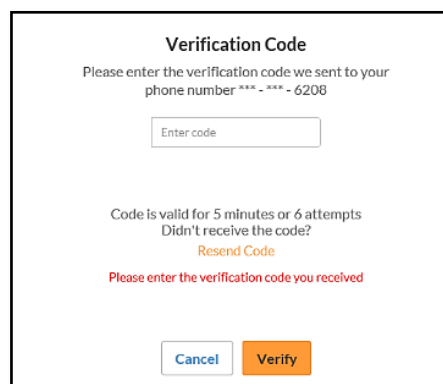 Verification Code
Please enter the verification code we sent to your
phone number *** - *** - 6208
Enter code
Code is valid for 5 minutes or 6 attempts
Didn't receive the code?
Resend Code
Please enter the verification code you received
Cancel Verify